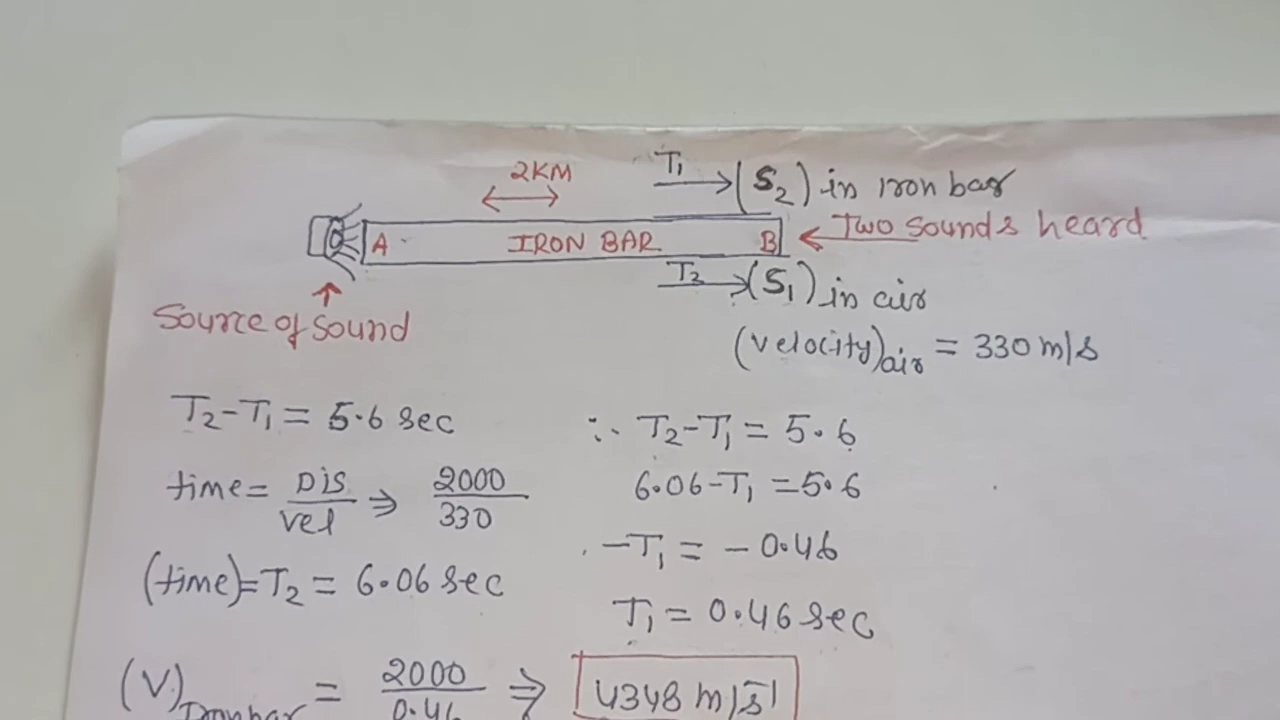 2KM
T₁ (S₂) in iron bar
A IRON BAR B Two sounds heard
T₂ (S₁) in air
Source of sound
(velocity)air = 330 m/s
T₂-T₁ = 5.6 sec
time = Dis/vel ⇒ 2000/330
(time)=T₂ = 6.06 sec
∴ T₂-T₁ = 5.6
6.06-T₁ = 5.6
-T₁ = -0.46
T₁ = 0.46 sec
(V)Iron bar = 2000/0.46 ⇒ 4348 m/s